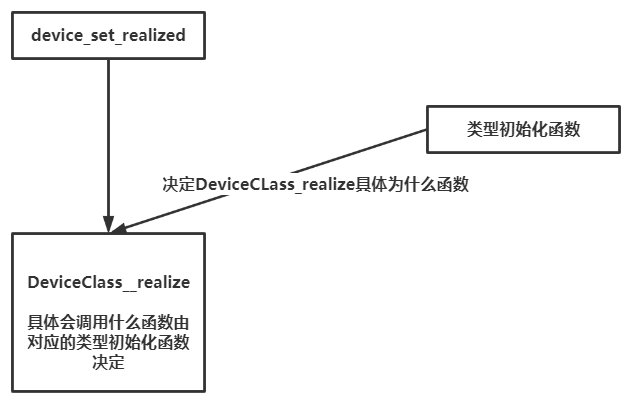 device_set_realized
类型初始化函数
决定DeviceCLass_realize具体为什么函数
DeviceClass__realize
具体会调用什么函数由
对应的类型初始化函数
决定